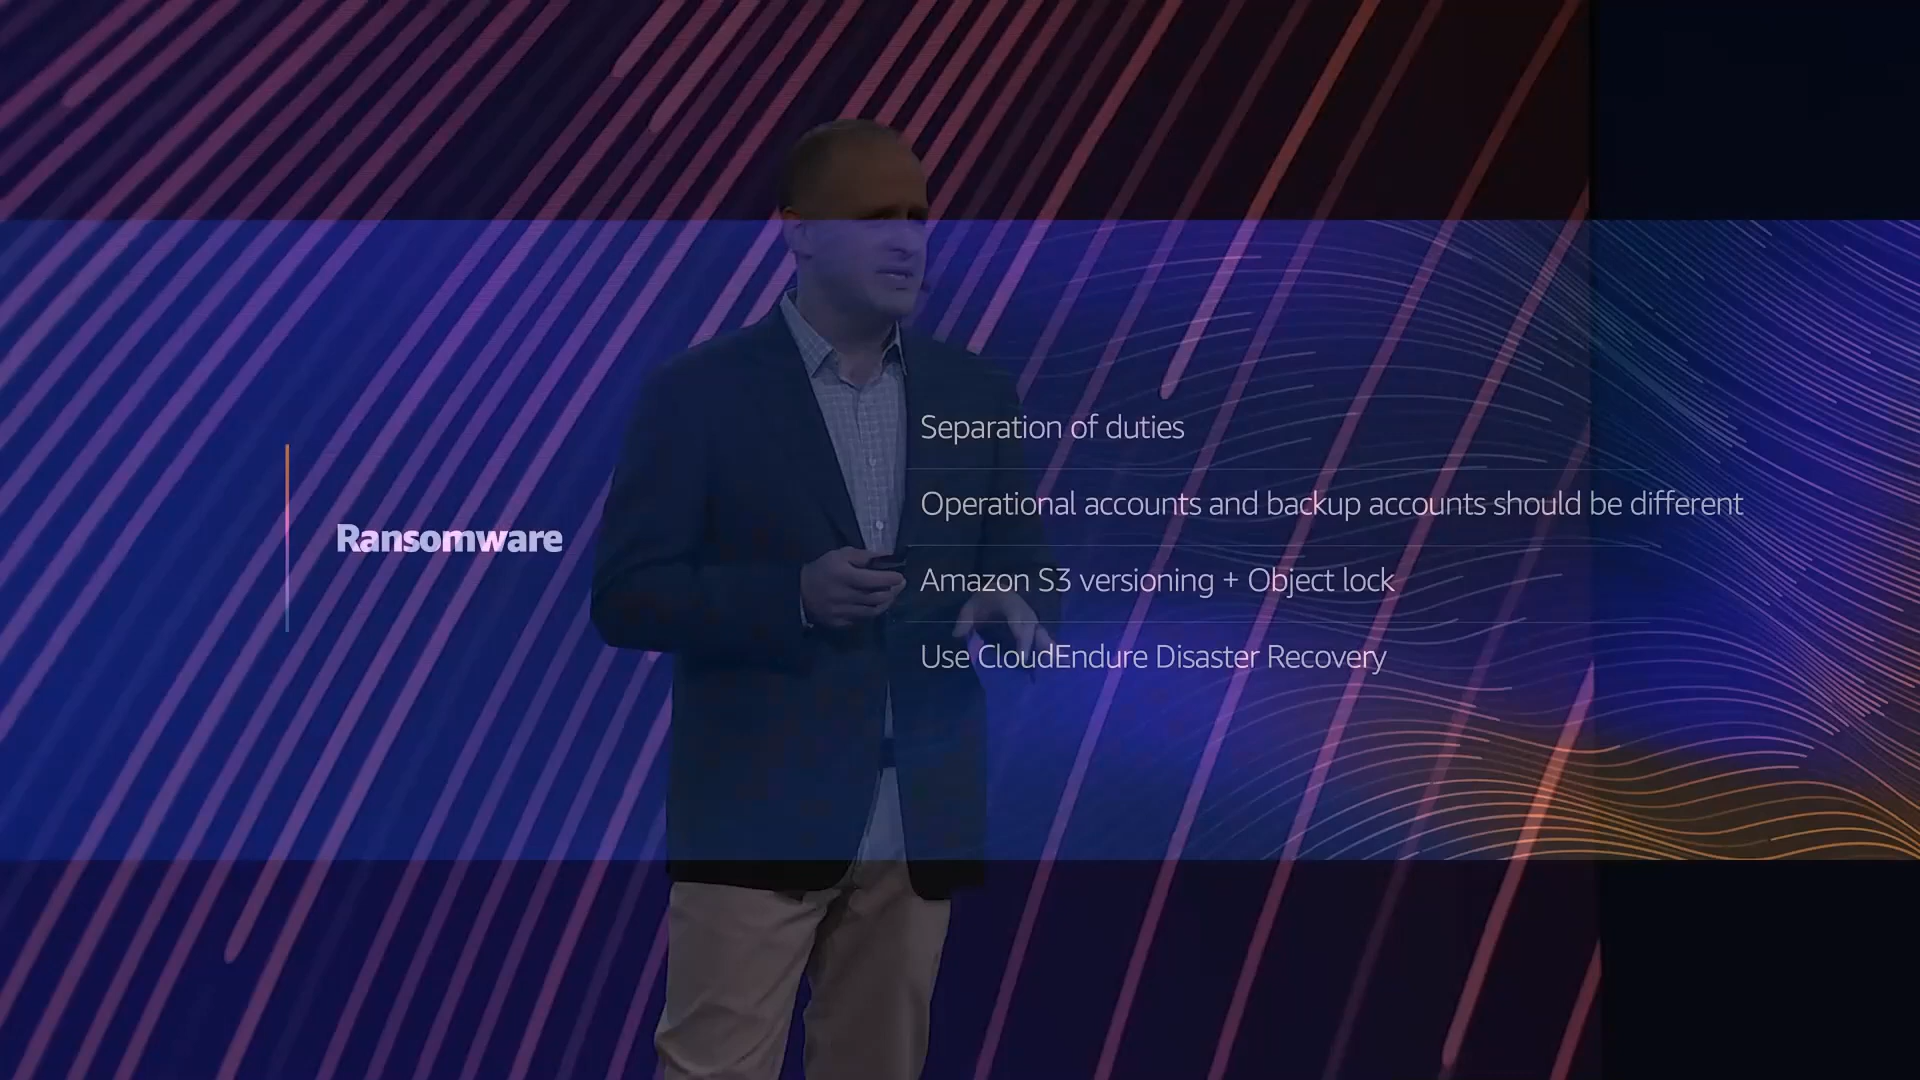 Ransomware
Separation of duties
Operational accounts and backup accounts should be different
Amazon S3 versioning + Object lock
Use CloudEndure Disaster Recovery